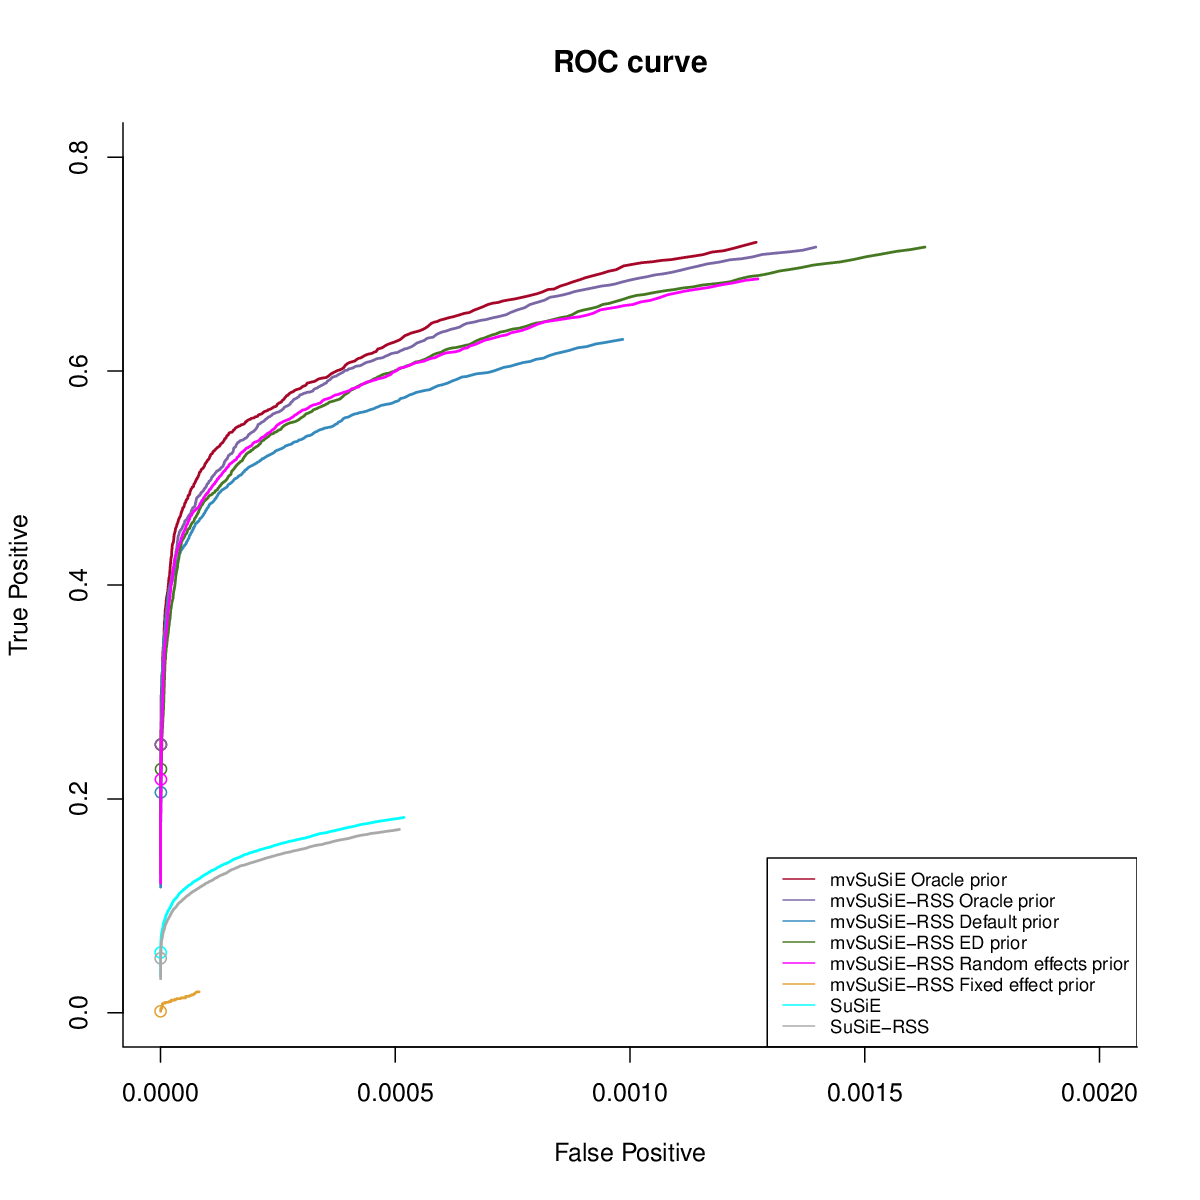 ROC curve
True Positive
0.8
0.6
0.4
0.2
0.0
mvSuSiE Oracle prior
mvSuSiE−RSS Oracle prior
mvSuSiE−RSS Default prior
mvSuSiE−RSS ED prior
mvSuSiE−RSS Random effects prior
mvSuSiE−RSS Fixed effect prior
SuSiE
SuSiE−RSS
0.0000 0.0005 0.0010 0.0015 0.0020
False Positive